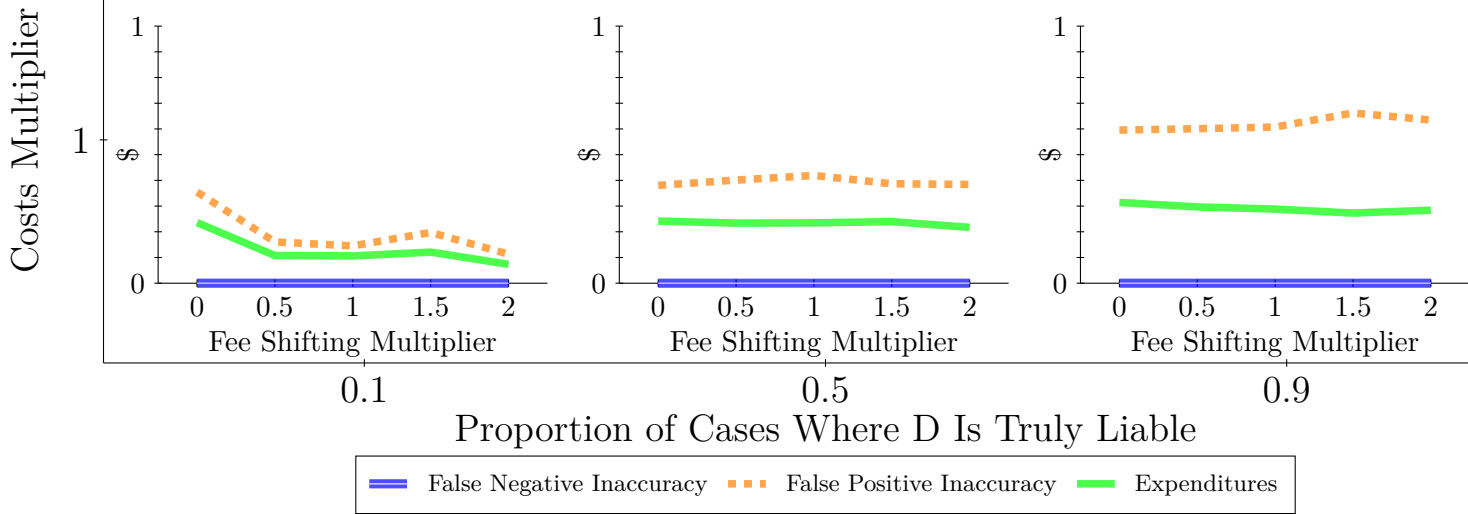 Costs Multiplier
1
1
$
0
0 0.5 1 1.5 2
Fee Shifting Multiplier
1
$
0
0 0.5 1 1.5 2
Fee Shifting Multiplier
1
$
0
0 0.5 1 1.5 2
Fee Shifting Multiplier
0.1 0.5 0.9
Proportion of Cases Where D Is Truly Liable
False Negative Inaccuracy False Positive Inaccuracy Expenditures